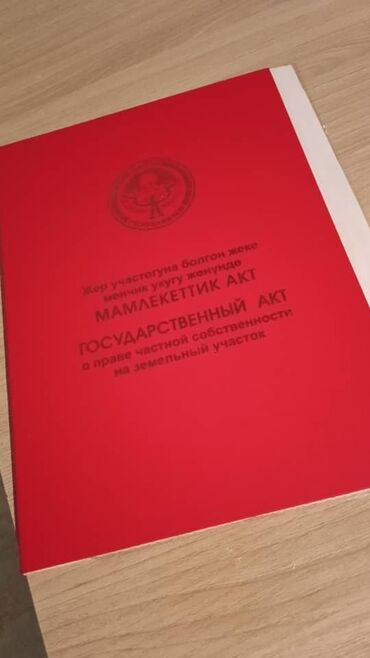 Жер участогуна болгон жеке
менчик укугу жөнүндө
МАМЛЕКЕТТИК АКТ
ГОСУДАРСТВЕННЫЙ АКТ
о праве частной собственности
на земельный участок